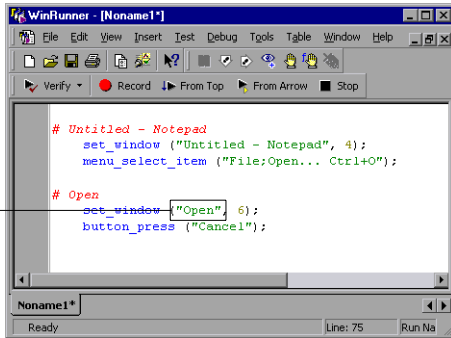 WinRunner - [Noname1*]
File Edit View Insert Test Debug Tools Table Window Help
Verify Record From Top From Arrow Stop
# Untitled - Notepad
set_window ("Untitled - Notepad", 4);
menu_select_item ("File;Open... Ctrl+O");
# Open
set_window ("Open", 6);
button_press ("Cancel");
Noname1*
Ready Line: 75 Run Na